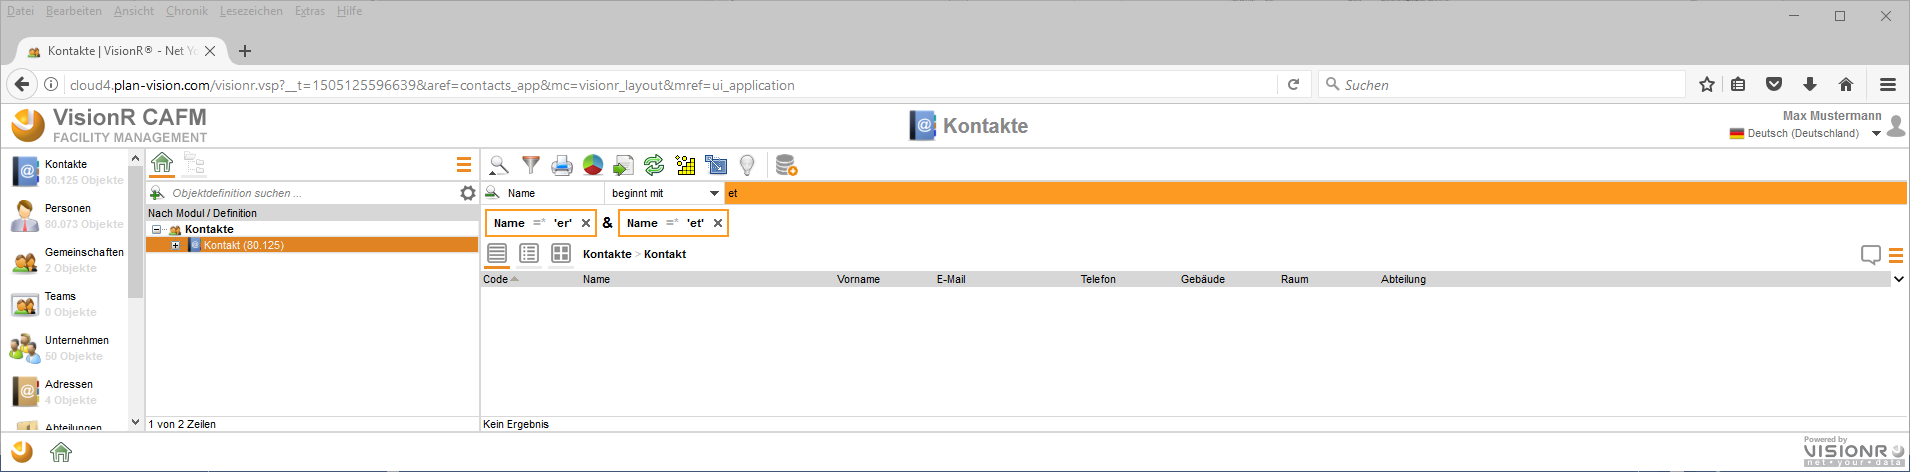 Datei Bearbeiten Ansicht Chronik Lesezeichen Extras Hilfe
Kontakte | VisionR® - Net Yo
cloud4.plan-vision.com/visionr.vsp?__t=1505125596639&aref=contacts_app&mc=visionr_layout&mref=ui_application
Suchen
VisionR CAFM
FACILITY MANAGEMENT
Kontakte
Max Mustermann
Deutsch (Deutschland)
Kontakte
80.125 Objekte
Personen
80.073 Objekte
Gemeinschaften
2 Objekte
Teams
0 Objekte
Unternehmen
50 Objekte
Adressen
4 Objekte
Abteilungen
Objektdefinition suchen ...
Nach Modul / Definition
Kontakte
Kontakt (80.125)
1 von 2 Zeilen
Name beginnt mit et
Name =* 'er' & Name =* 'et'
Kontakte > Kontakt
Code Name Vorname E-Mail Telefon Gebäude Raum Abteilung
Kein Ergebnis
Powered by
VISIONR
net • your • data